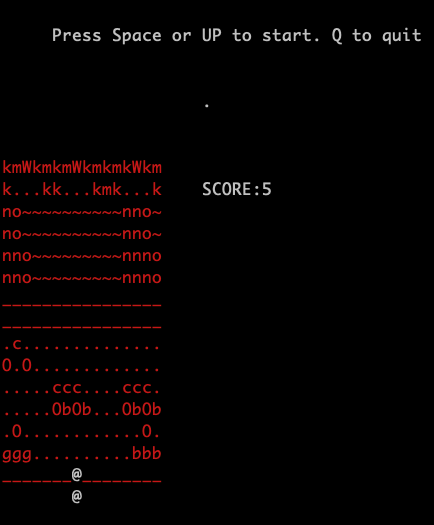 Press Space or UP to start. Q to quit
.
kmWkmkmWkmkmkWkm
k...kk...kmk...k SCORE:5
no~~~~~~~~~~nno~
no~~~~~~~~~~nno~
nno~~~~~~~~~nnno
nno~~~~~~~~~nnno
________________
________________
.c..............
O.O.............
.....ccc....ccc.
.....ObOb...ObOb
.O............O.
ggg..........bbb
_______@________
@